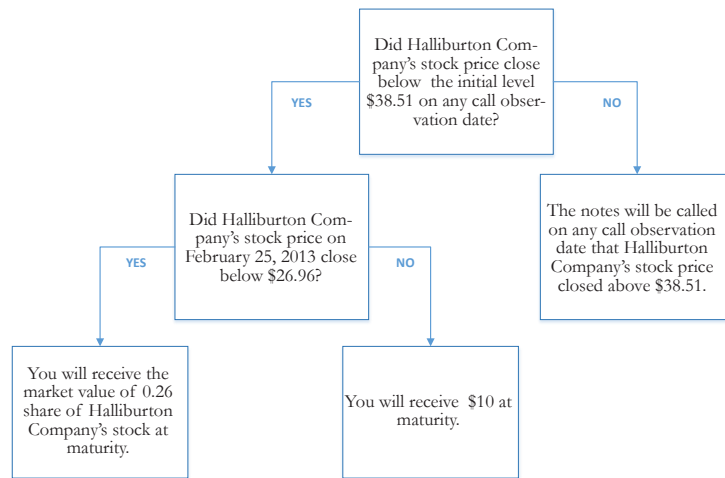 Did Halliburton Com-
pany's stock price close
below the initial level
$38.51 on any call obser-
vation date?
YES
NO
Did Halliburton Com-
pany's stock price on
February 25, 2013 close
below $26.96?
The notes will be called
on any call observation
date that Halliburton
Company's stock price
closed above $38.51.
YES
NO
You will receive the
market value of 0.26
share of Halliburton
Company's stock at
maturity.
You will receive $10 at
maturity.